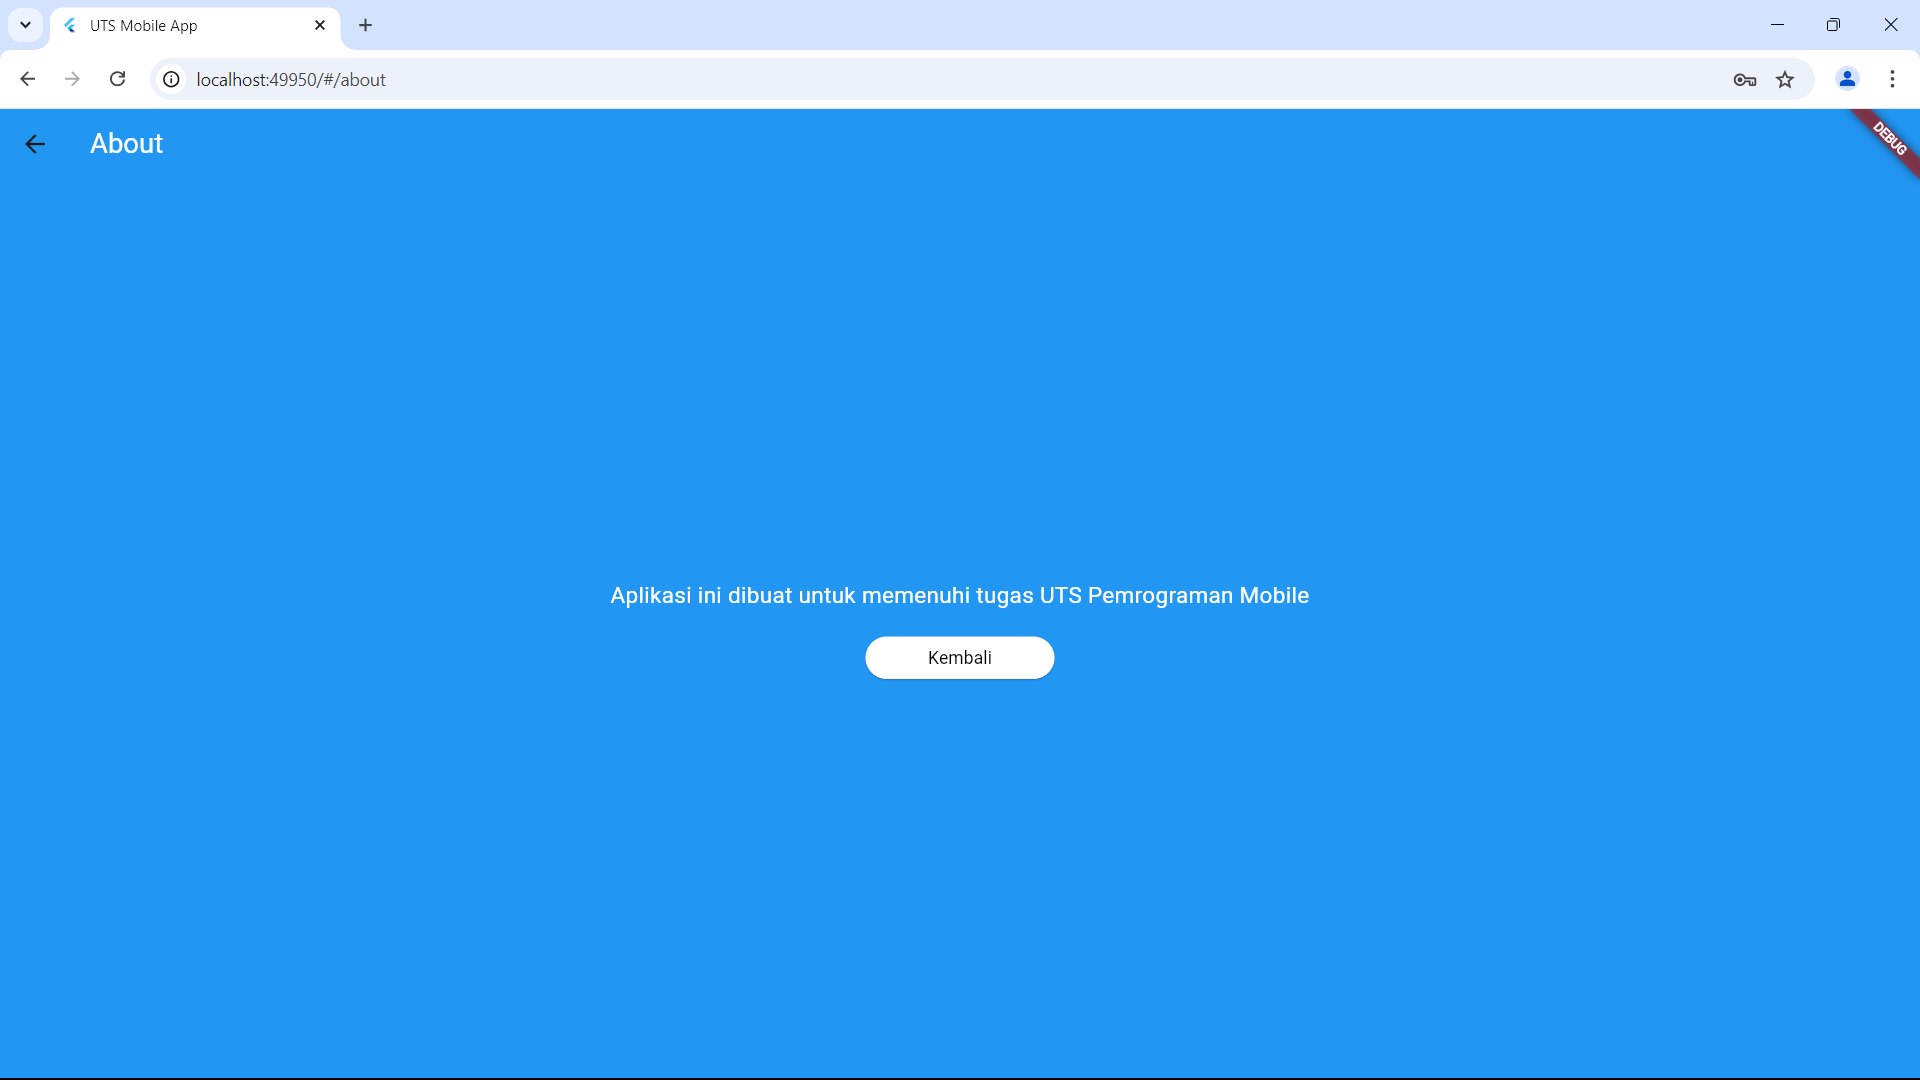 UTS Mobile App
localhost:49950/#/about
About
DEBUG
Aplikasi ini dibuat untuk memenuhi tugas UTS Pemrograman Mobile
Kembali